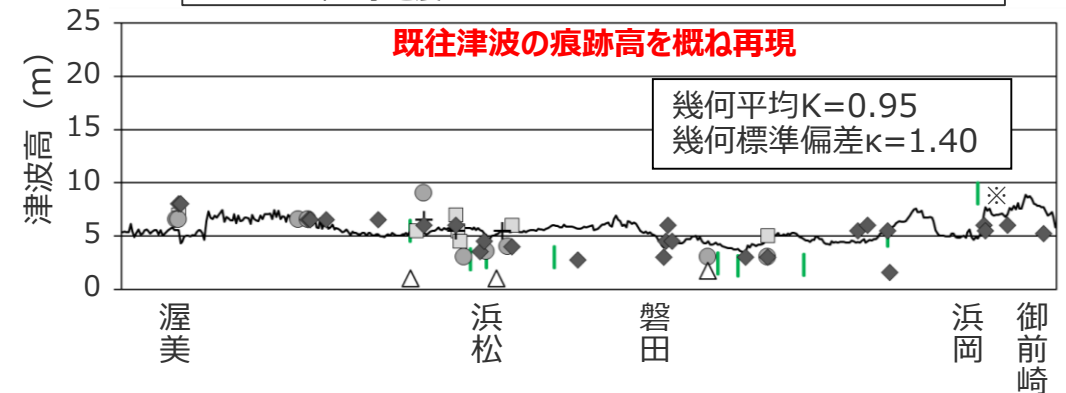 25
既往津波の痕跡高を概ね再現
20
幾何平均K=0.95
幾何標準偏差κ=1.40
15
10
※
5
0
津波高（m）
渥美
浜松
磐田
浜岡
御前崎